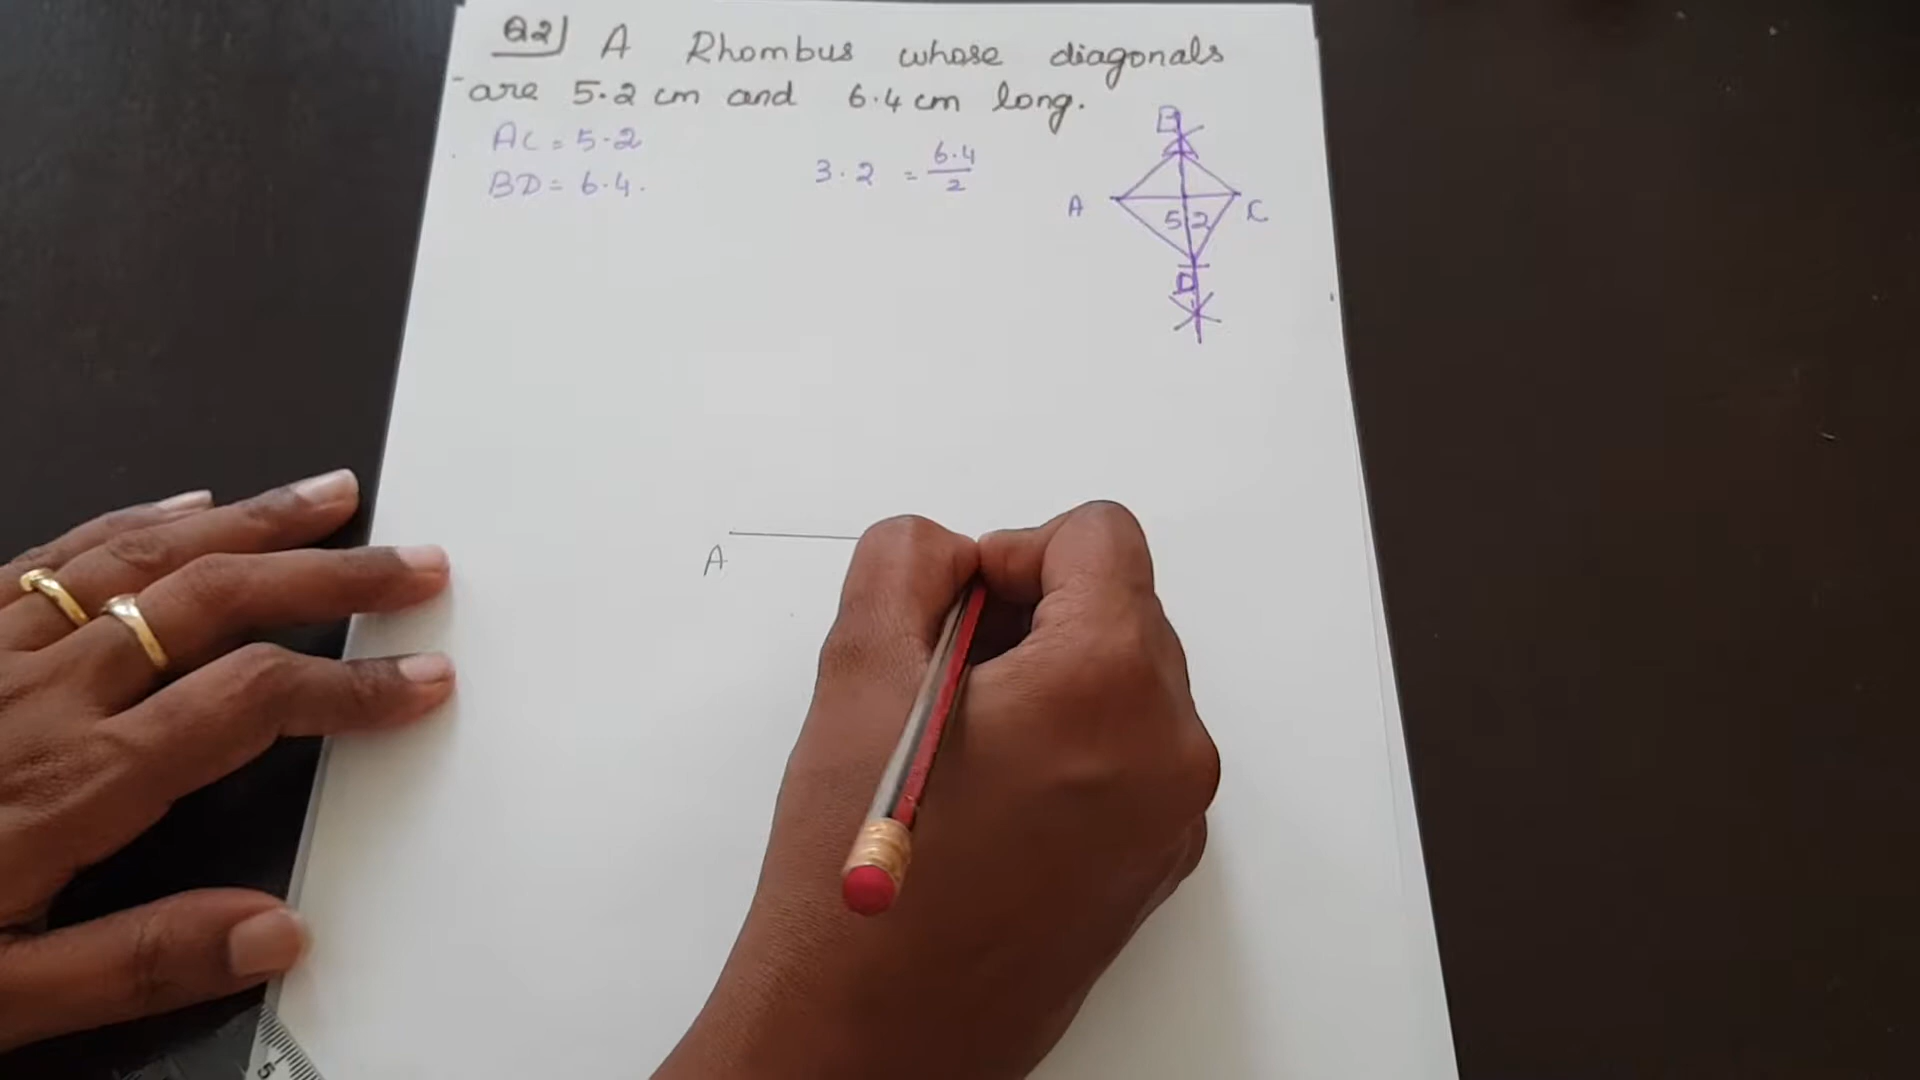 Q2) A Rhombus whose diagonals
are 5.2 cm and 6.4 cm long.
AC = 5.2
BD = 6.4.
3.2 = 6.4/2
B
A
C
5 2
D
A
5